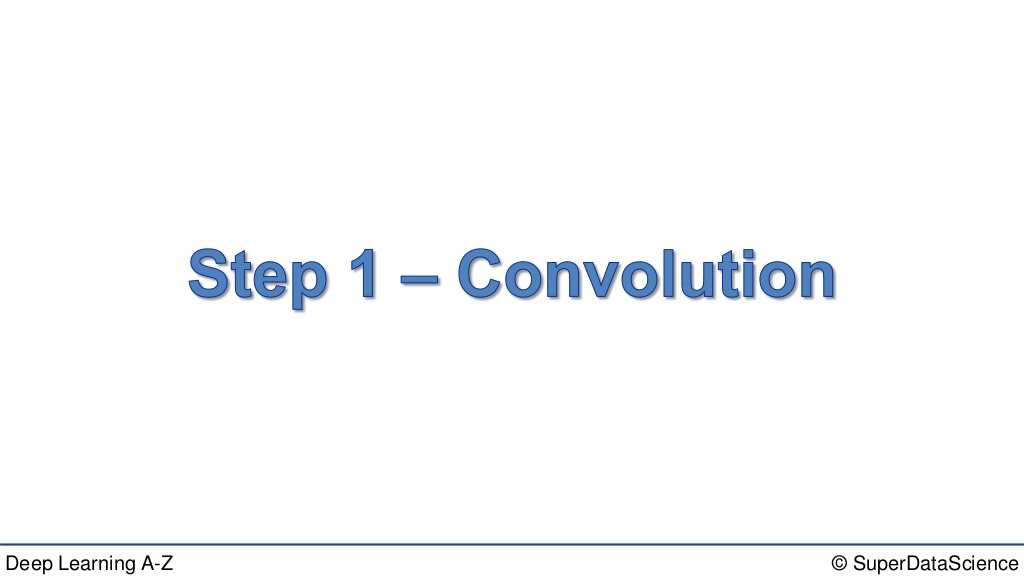 Step 1 – Convolution
Deep Learning A-Z
© SuperDataScience